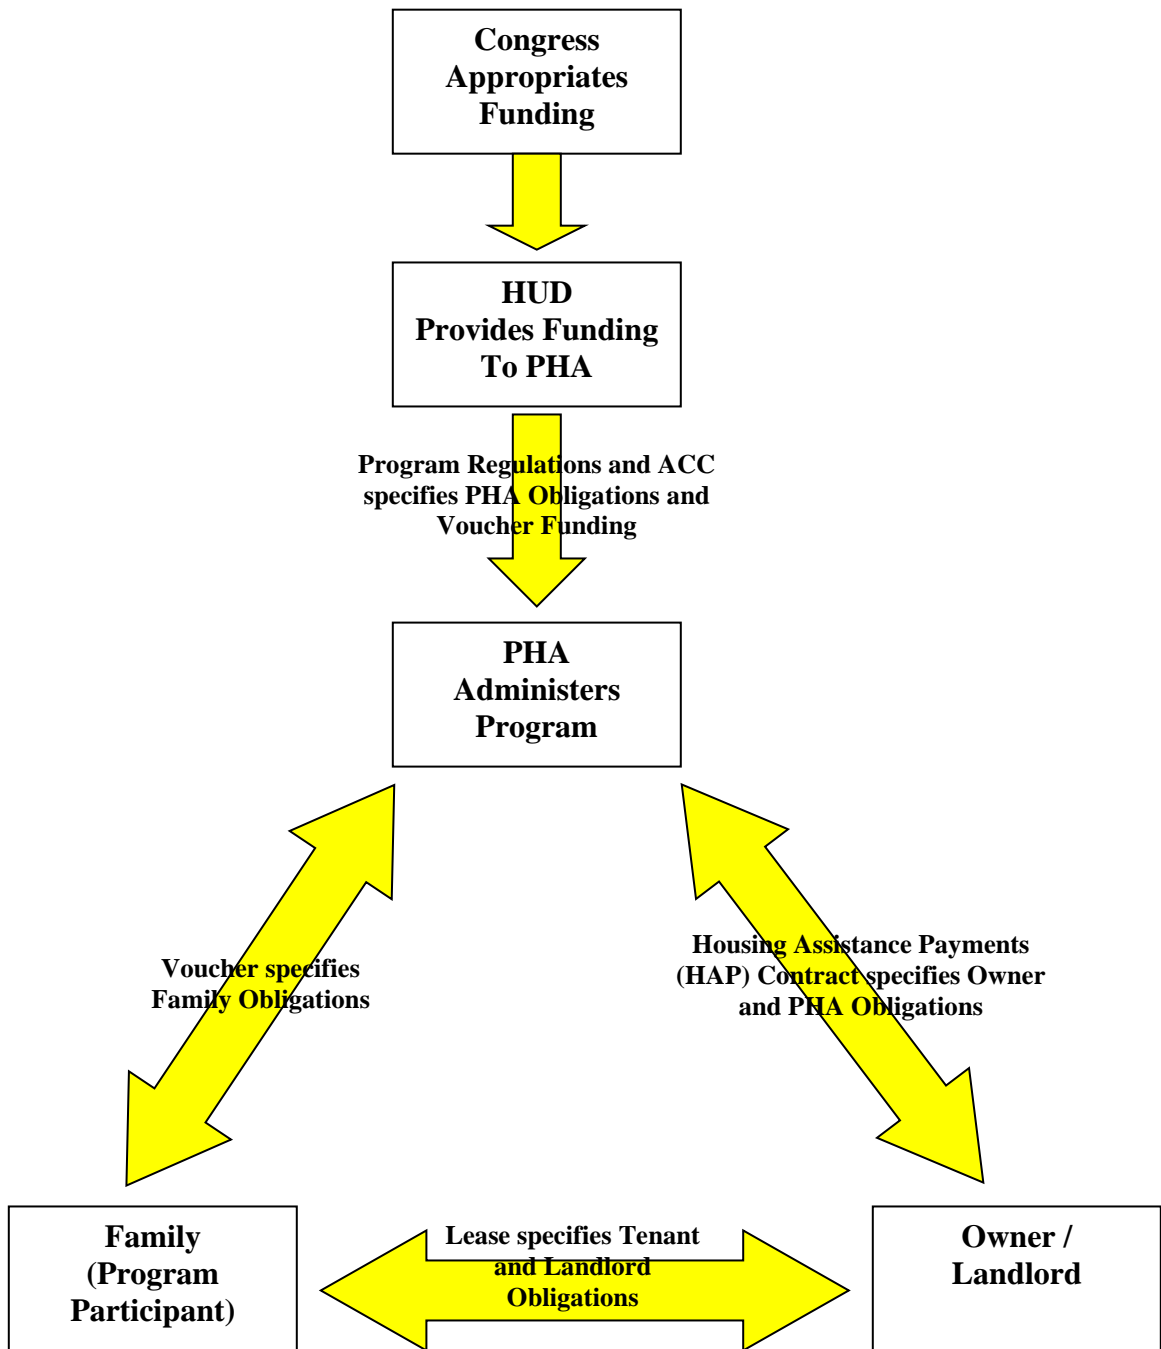 Congress
Appropriates
Funding
HUD
Provides Funding
To PHA
Program Regulations and ACC
specifies PHA Obligations and
Voucher Funding
PHA
Administers
Program
Voucher specifies
Family Obligations
Housing Assistance Payments
(HAP) Contract specifies Owner
and PHA Obligations
Family
(Program
Participant)
Lease specifies Tenant
and Landlord
Obligations
Owner /
Landlord